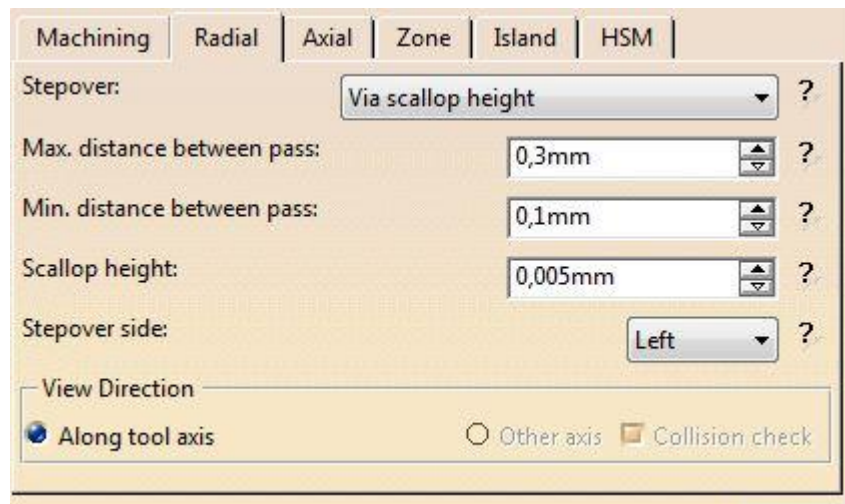 Machining Radial Axial Zone Island HSM
Stepover: Via scallop height ?
Max. distance between pass: 0,3mm ?
Min. distance between pass: 0,1mm ?
Scallop height: 0,005mm ?
Stepover side: Left ?
View Direction
Along tool axis Other axis Collision check